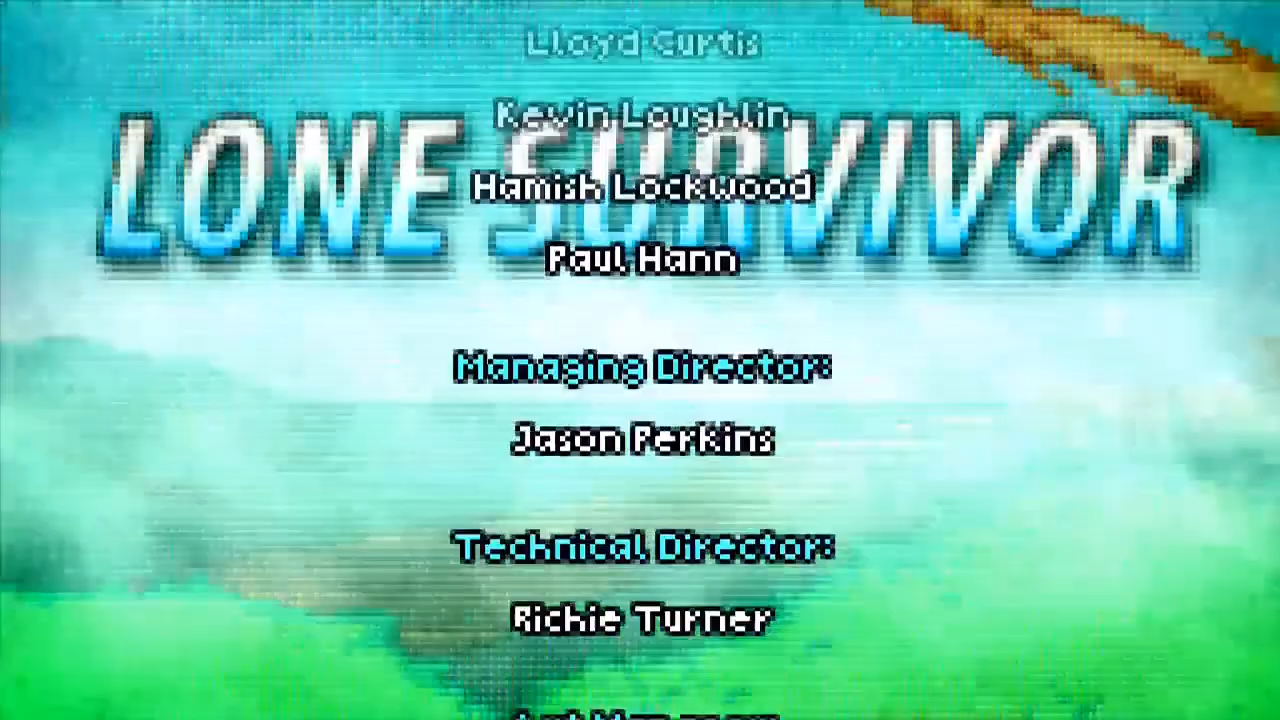 Lloyd Curtis
Kevin Loughlin
LONE SURVIVOR
Hamish Lockwood
Paul Hann
Managing Director:
Jason Perkins
Technical Director:
Richie Turner